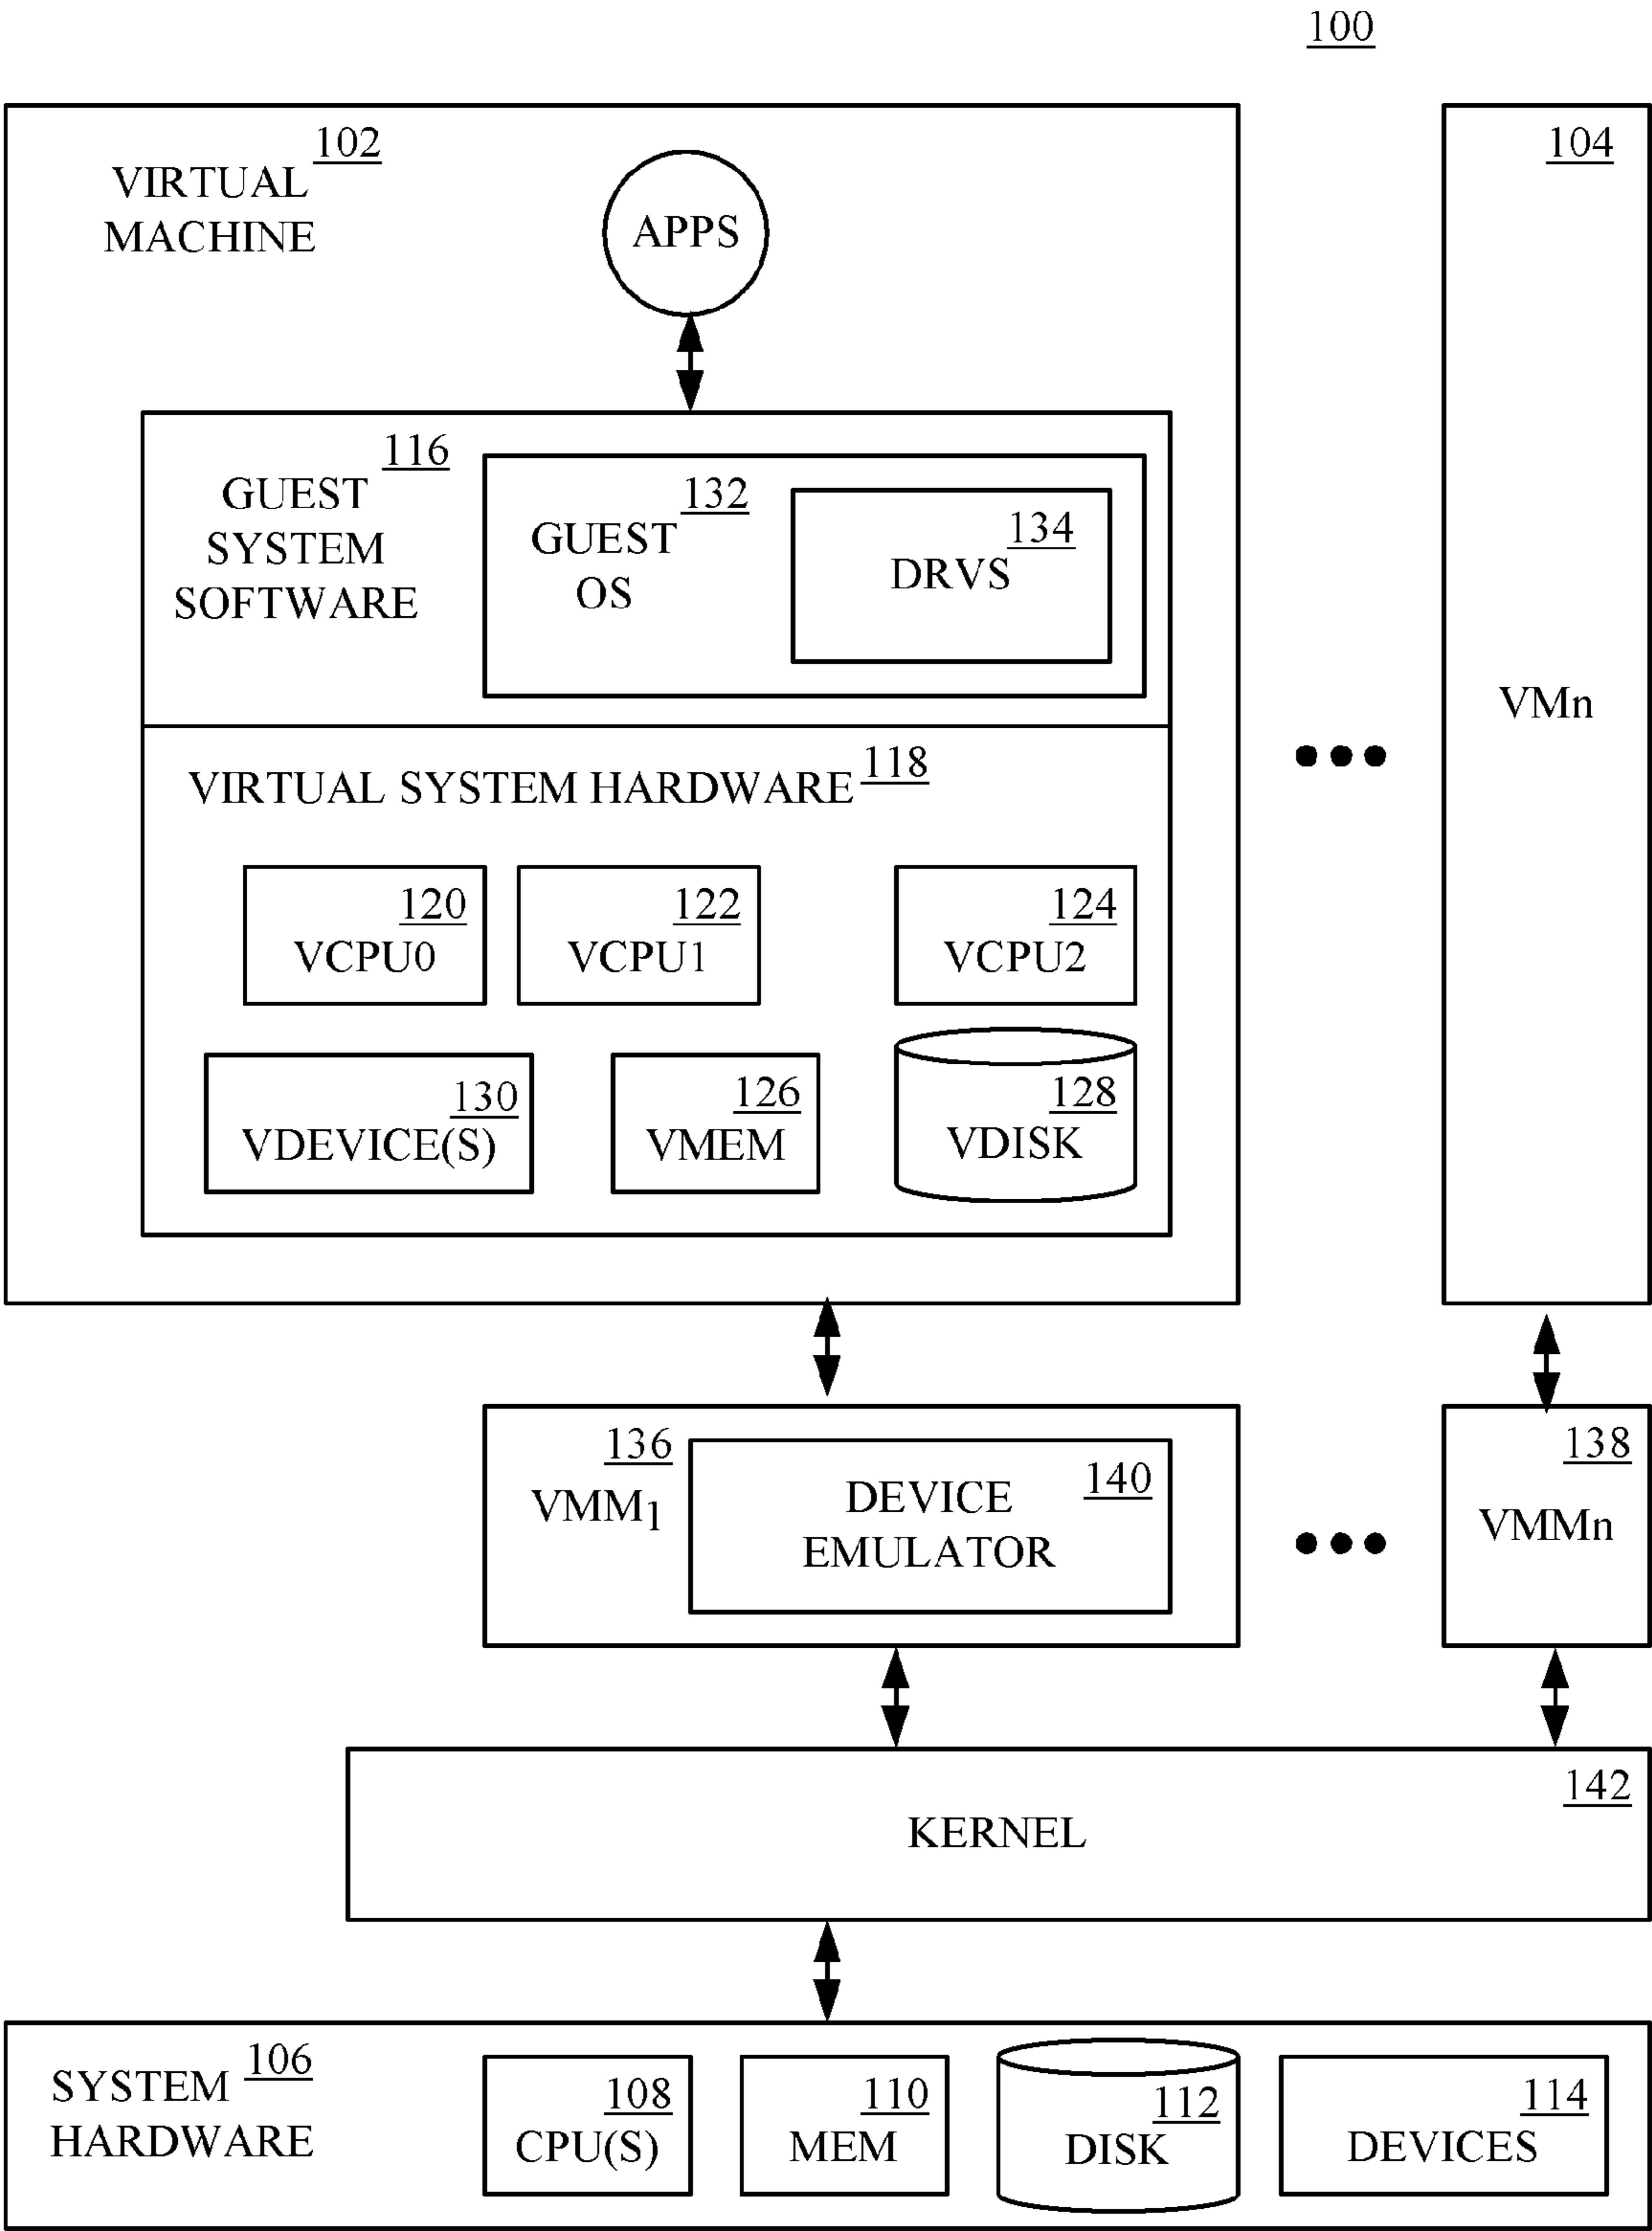 100
102
VIRTUAL
MACHINE
APPS
104
VMn
116
GUEST
SYSTEM
SOFTWARE
132
GUEST
OS
134
DRVS
VIRTUAL SYSTEM HARDWARE 118
120
VCPU0
122
VCPU1
124
VCPU2
130
VDEVICE(S)
126
VMEM
128
VDISK
136
VMM1
140
DEVICE
EMULATOR
138
VMMn
142
KERNEL
106
SYSTEM
HARDWARE
108
CPU(S)
110
MEM
112
DISK
114
DEVICES